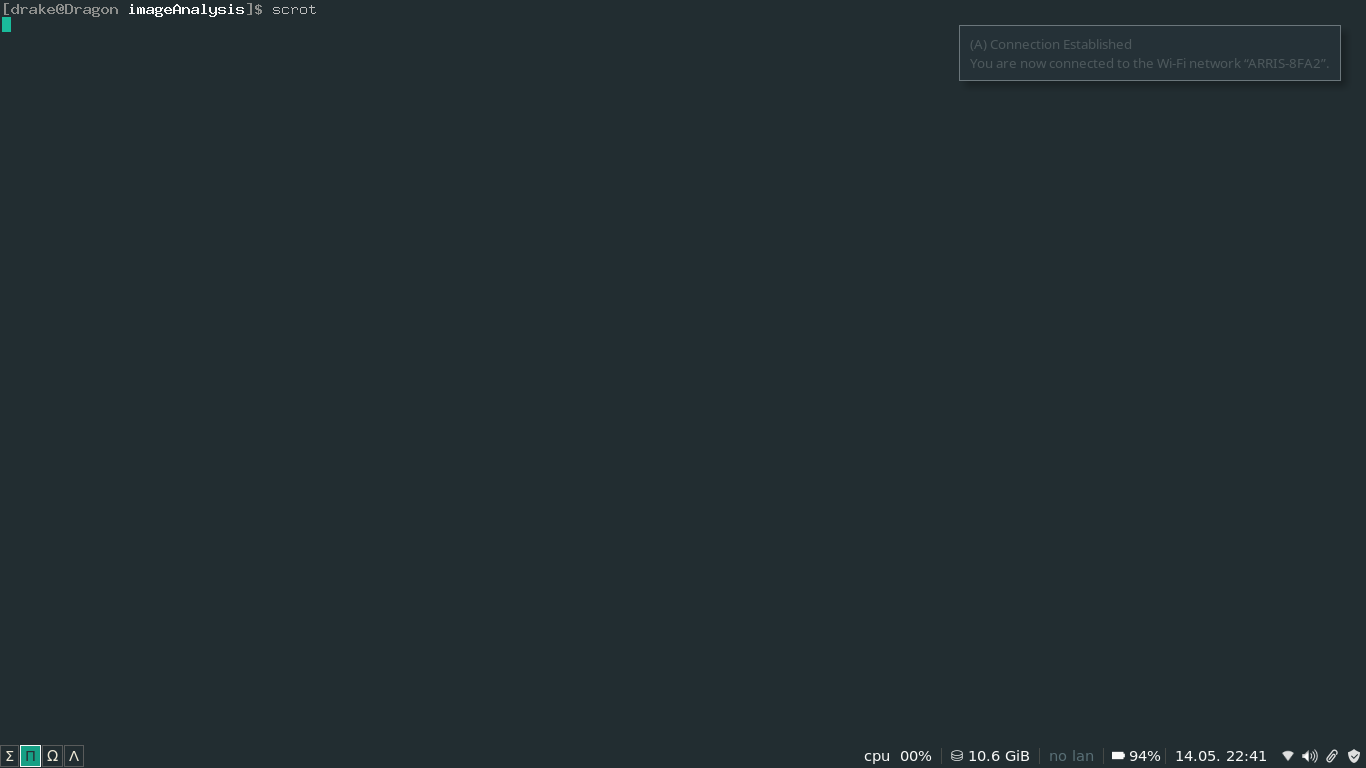 [drake@Dragon imageAnalysis]$ scrot
(A) Connection Established
You are now connected to the Wi-Fi network "ARRIS-8FA2".
Σ Π Ω Λ cpu 00% 10.6 GiB no lan 94% 14.05. 22:41